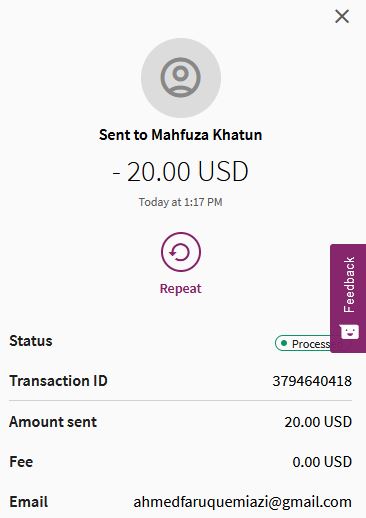 Sent to Mahfuza Khatun
- 20.00 USD
Today at 1:17 PM
Repeat
Feedback
Status
Transaction ID 3794640418
Amount sent 20.00 USD
Fee 0.00 USD
Email ahmedfaruquemiazi@gmail.com